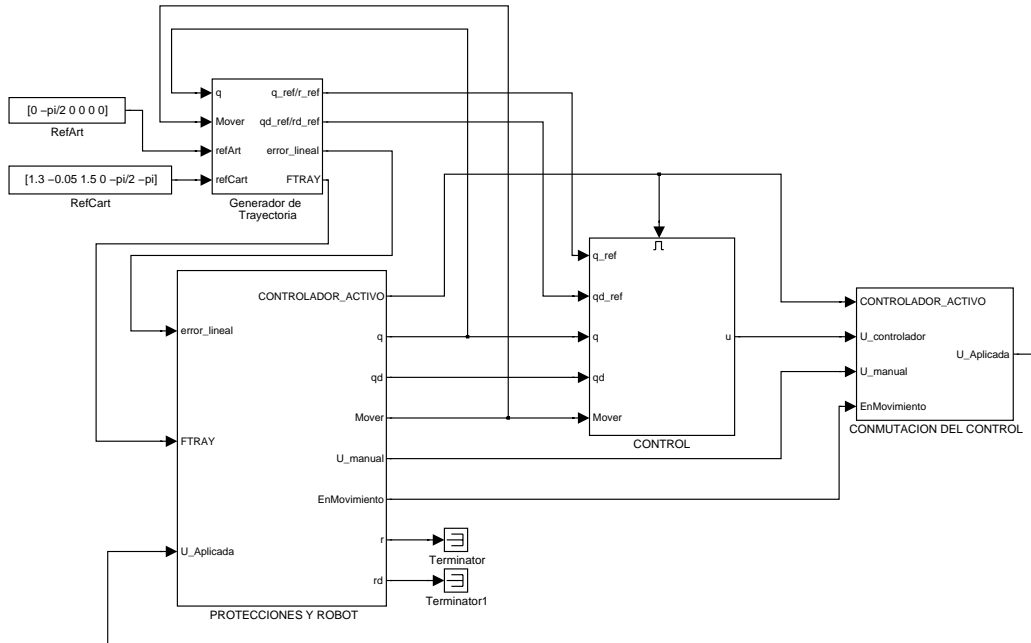 [0 −pi/2 0 0 0 0]
RefArt
[1.3 −0.05 1.5 0 −pi/2 −pi]
RefCart
q
Mover
refArt
refCart
q_ref/r_ref
qd_ref/rd_ref
error_lineal
FTRAY
Generador de
Trayectoria
error_lineal
FTRAY
U_Aplicada
CONTROLADOR_ACTIVO
q
qd
Mover
U_manual
EnMovimiento
r
rd
PROTECCIONES Y ROBOT
Terminator
Terminator1
q_ref
qd_ref
q
qd
Mover
u
CONTROL
CONTROLADOR_ACTIVO
U_controlador
U_manual
EnMovimiento
U_Aplicada
CONMUTACION DEL CONTROL